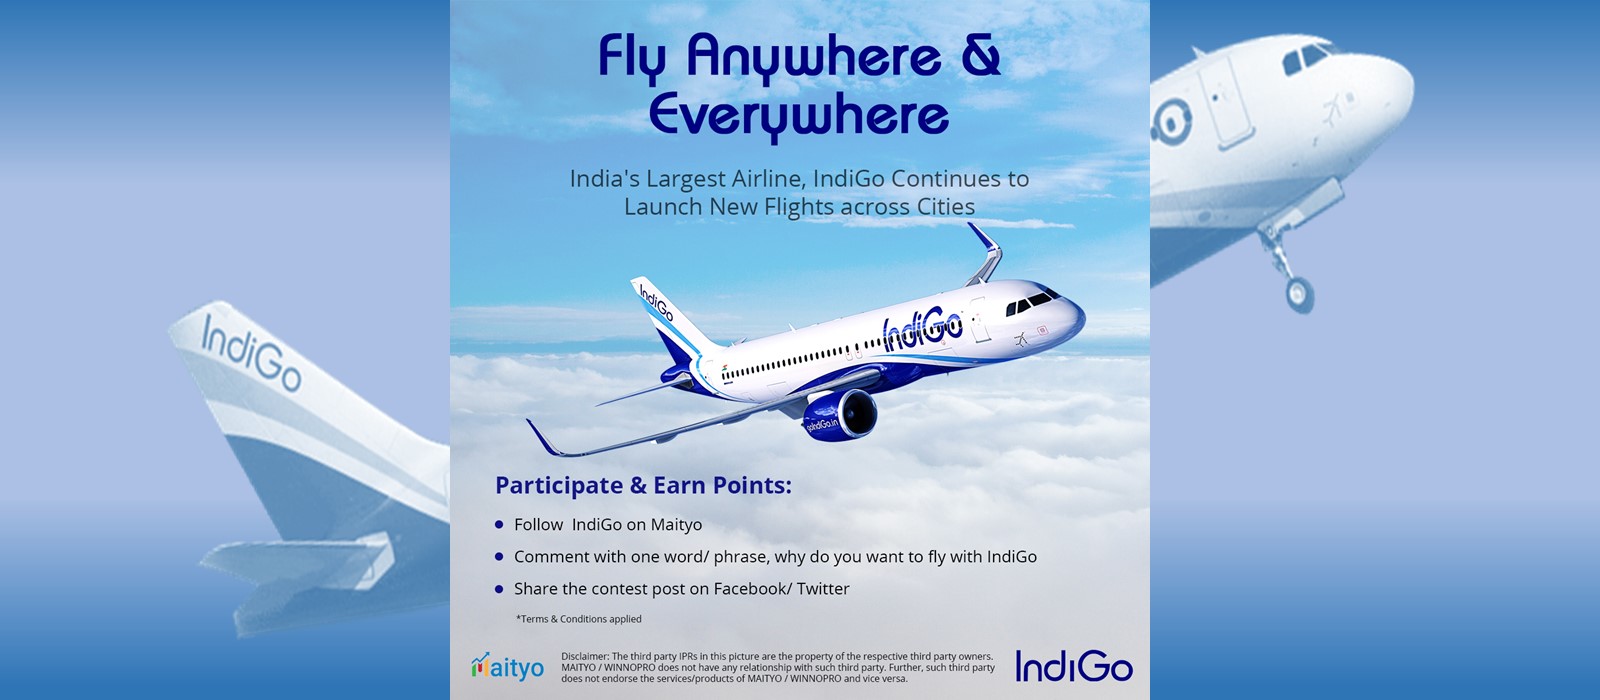 Fly Anywhere &
Everywhere
India's Largest Airline, IndiGo Continues to
Launch New Flights across Cities
IndiGo
IndiGo
IndiGo
goIndiGo.in
Participate & Earn Points:
Follow IndiGo on Maityo
Comment with one word/ phrase, why do you want to fly with IndiGo
Share the contest post on Facebook/ Twitter
*Terms & Conditions applied
Maityo
Disclaimer: The third party IPRs in this picture are the property of the respective third party owners.
MAITYO / WINNOPRO does not have any relationship with such third party. Further, such third party
does not endorse the services/products of MAITYO / WINNOPRO and vice versa.
IndiGo